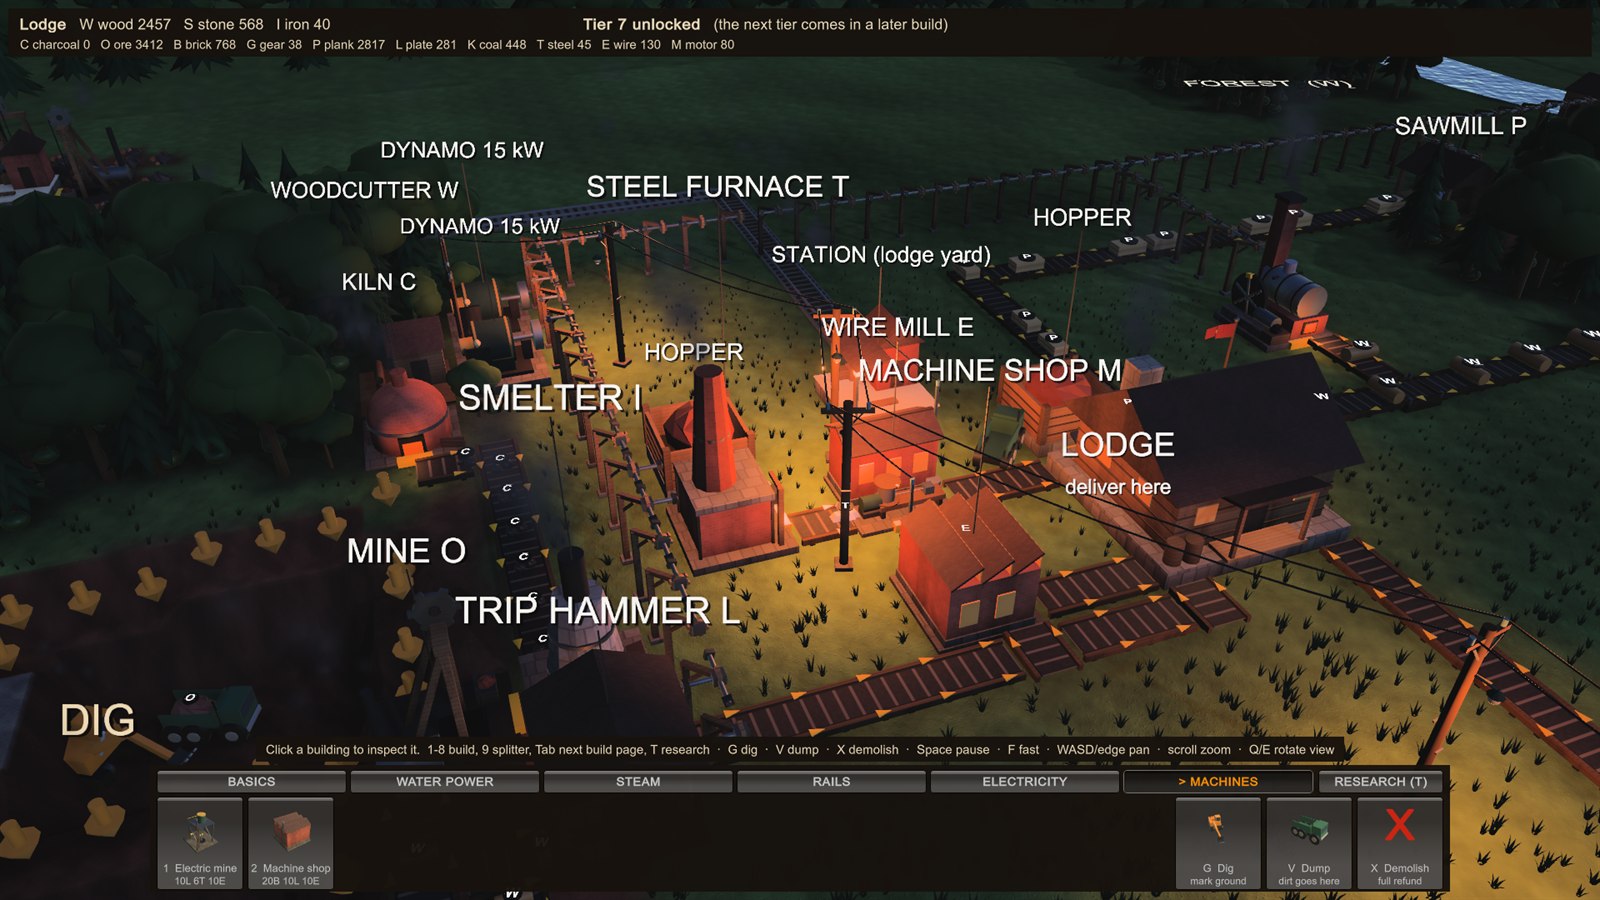 Lodge W wood 2457 S stone 568 I iron 40
Tier 7 unlocked (the next tier comes in a later build)
C charcoal 0 O ore 3412 B brick 768 G gear 38 P plank 2817 L plate 281 K coal 448 T steel 45 E wire 130 M motor 80
FOREST (W)
SAWMILL P
DYNAMO 15 kW
WOODCUTTER W
STEEL FURNACE T
DYNAMO 15 kW
HOPPER
STATION (lodge yard)
KILN C
WIRE MILL E
HOPPER
MACHINE SHOP M
SMELTER I
LODGE
deliver here
MINE O
TRIP HAMMER L
DIG
Click a building to inspect it. 1-8 build, 9 splitter, Tab next build page, T research · G dig · V dump · X demolish · Space pause · F fast · WASD/edge pan · scroll zoom · Q/E rotate view
BASICS
WATER POWER
STEAM
RAILS
ELECTRICITY
> MACHINES
RESEARCH (T)
1 Electric mine
10L 6T 10E
2 Machine shop
20B 10L 10E
G Dig
mark ground
V Dump
dirt goes here
X Demolish
full refund